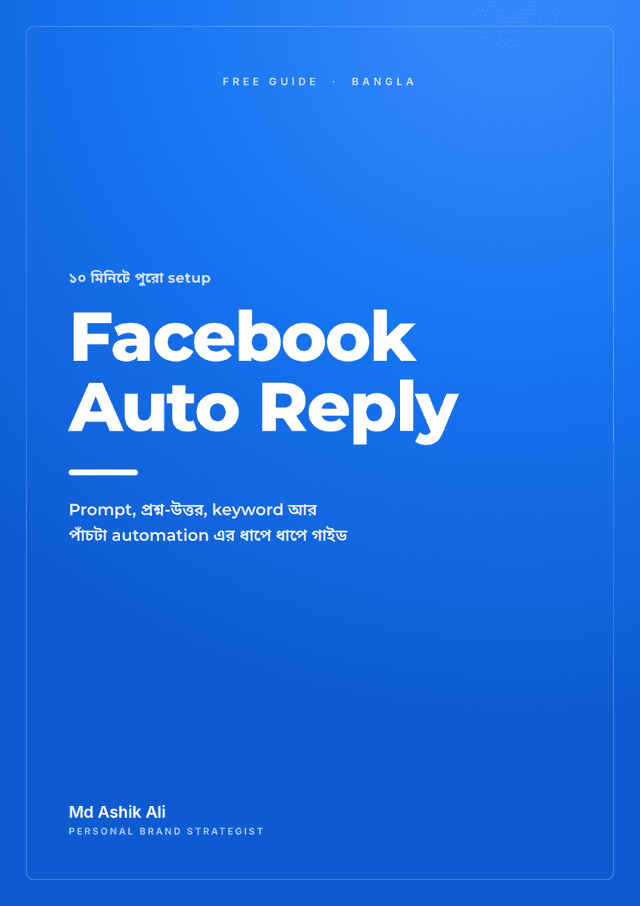 FREE GUIDE · BANGLA
১০ মিনিটে পুরো setup
Facebook
Auto Reply
Prompt, প্রশ্ন-উত্তর, keyword আর
পাঁচটা automation এর ধাপে ধাপে গাইড
Md Ashik Ali
PERSONAL BRAND STRATEGIST